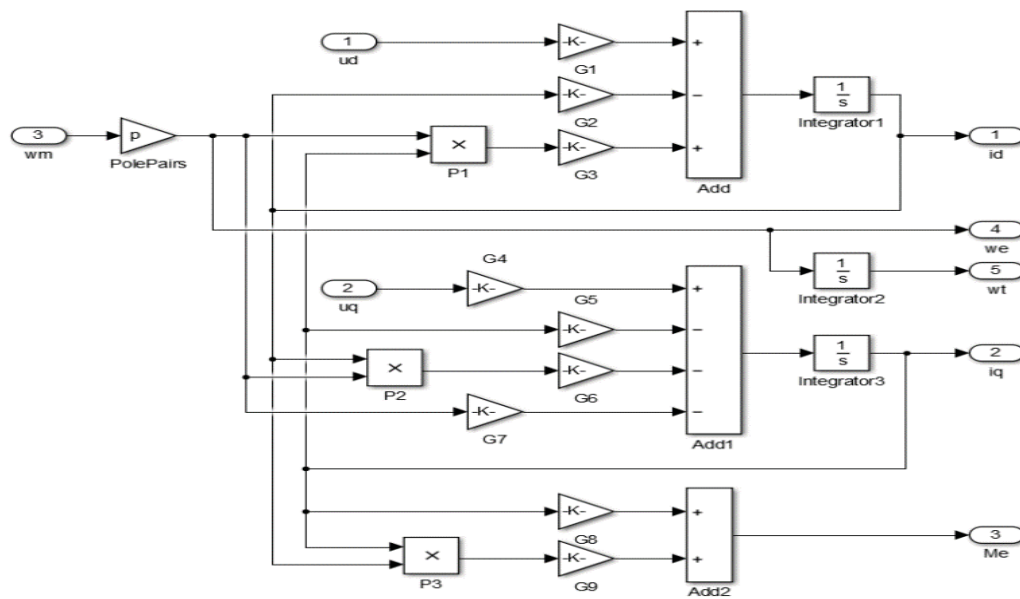 1
ud
-K-
G1
-K-
G2
3
wm
p
PolePairs
×
P1
-K-
G3
+
−
+
Add
1
s
Integrator1
1
id
4
we
1
s
Integrator2
5
wt
2
uq
G4
-K-
G5
-K-
×
P2
-K-
G6
-K-
G7
+
−
−
−
Add1
1
s
Integrator3
2
iq
-K-
G8
×
P3
-K-
G9
+
+
Add2
3
Me